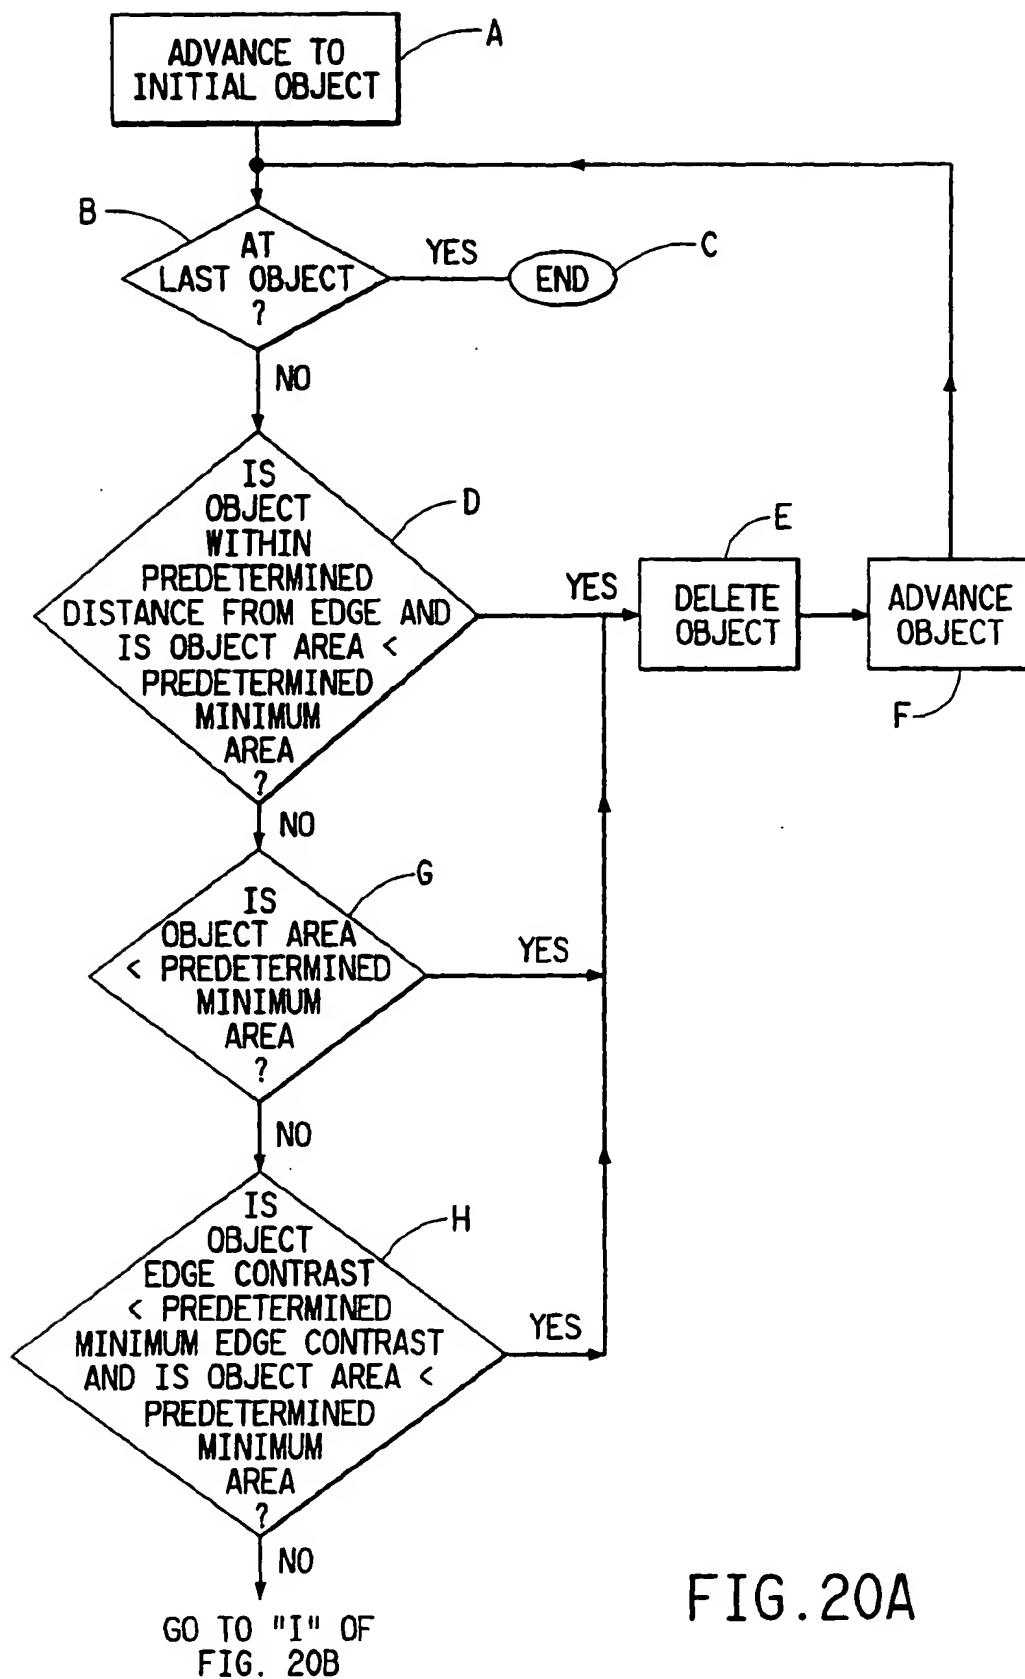 A
ADVANCE TO
INITIAL OBJECT
B
AT
LAST OBJECT
?
YES
END
C
NO
IS
OBJECT
WITHIN
PREDETERMINED
DISTANCE FROM EDGE AND
IS OBJECT AREA <
PREDETERMINED
MINIMUM
AREA
?
D
YES
E
DELETE
OBJECT
ADVANCE
OBJECT
F
NO
G
IS
OBJECT AREA
< PREDETERMINED
MINIMUM
AREA
?
YES
NO
H
IS
OBJECT
EDGE CONTRAST
< PREDETERMINED
MINIMUM EDGE CONTRAST
AND IS OBJECT AREA <
PREDETERMINED
MINIMUM
AREA
?
YES
NO
GO TO "I" OF
FIG. 20B
FIG.20A